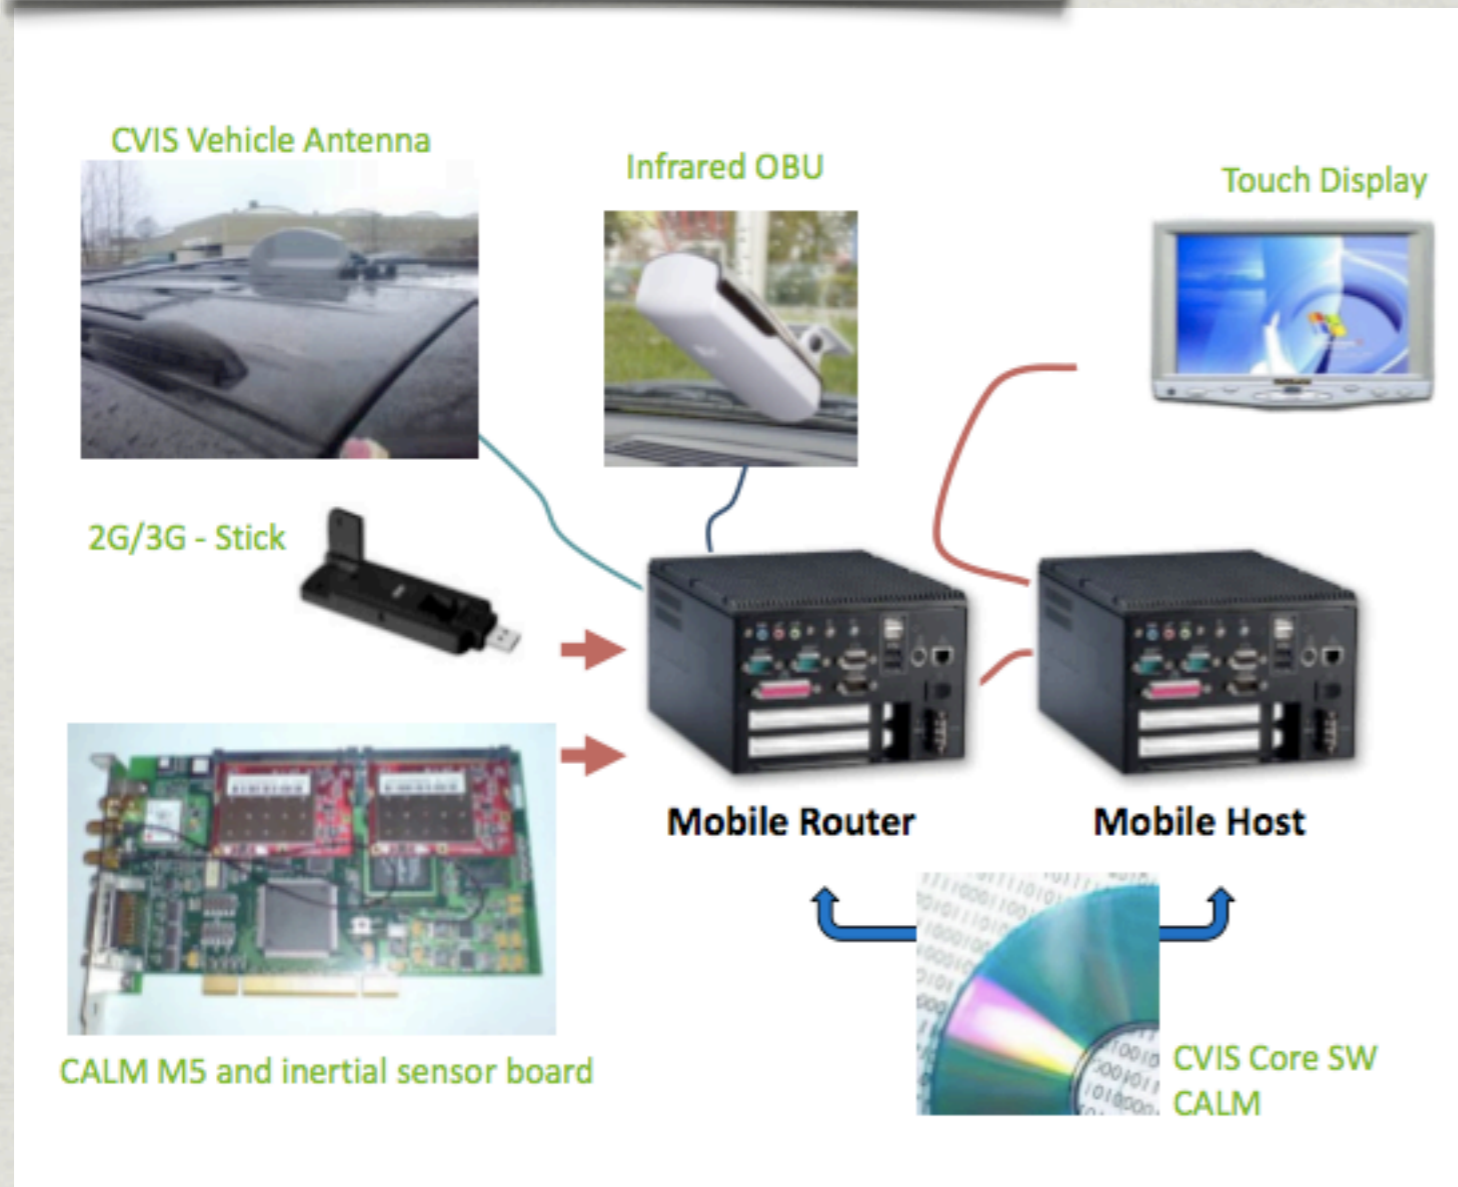 CVIS Vehicle Antenna
Infrared OBU
Touch Display
2G/3G - Stick
Mobile Router
Mobile Host
CALM M5 and inertial sensor board
CVIS Core SW
CALM